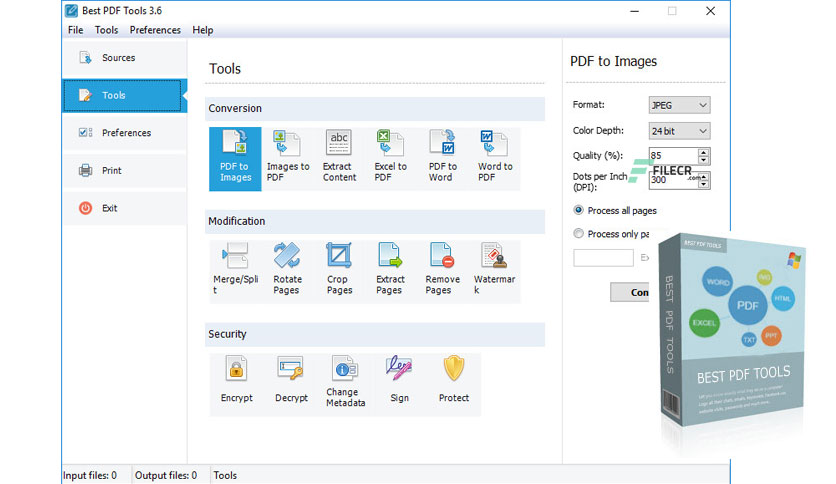 Best PDF Tools 3.6
File Tools Preferences Help
Sources
Tools
Preferences
Print
Exit
Tools
Conversion
PDF to
Images
Images to
PDF
Extract
Content
Excel to
PDF
PDF to
Word
Word to
PDF
abc
Modification
Merge/Spli
t
Rotate
Pages
Crop
Pages
Extract
Pages
Remove
Pages
Watermar
k
Security
Encrypt
Decrypt
Change
Metadata
Sign
Protect
PDF to Images
Format: JPEG
Color Depth: 24 bit
Quality (%): 85
Dots per Inch
(DPI): 300
FILECR
.com
Process all pages
Process only pa
Ex
Con
BEST PDF TOOLS
BEST PDF TOOLS
WORD
IMG
PDF
HTML
EXCEL
TXT
PPT
BEST PDF TOOLS
Input files: 0 Output files: 0 Tools